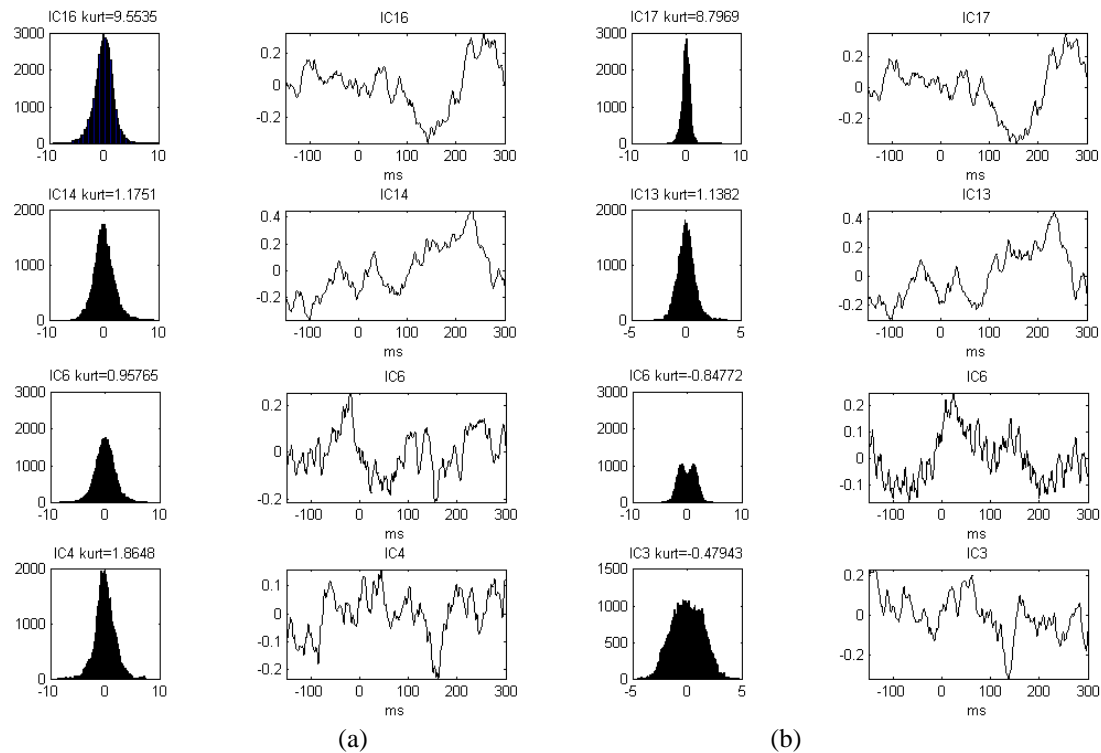 IC16 kurt=9.5535
IC16
IC17 kurt=8.7969
IC17
3000
2000
1000
0
-10 0 10
0.2
0
-0.2
-100 0 100 200 300
ms
3000
2000
1000
0
-10 0 10
0.2
0
-0.2
-100 0 100 200 300
ms
IC14 kurt=1.1751
IC14
IC13 kurt=1.1382
IC13
2000
1000
0
-10 0 10
0.4
0.2
0
-0.2
-100 0 100 200 300
ms
2000
1000
0
-5 0 5
0.4
0.2
0
-0.2
-100 0 100 200 300
ms
IC6 kurt=0.95765
IC6
IC6 kurt=-0.84772
IC6
3000
2000
1000
0
-10 0 10
0.2
0
-0.2
-100 0 100 200 300
ms
3000
2000
1000
0
-10 0 10
0.2
0.1
0
-0.1
-100 0 100 200 300
ms
IC4 kurt=1.8648
IC4
IC3 kurt=-0.47943
IC3
2000
1000
0
-10 0 10
0.1
0
-0.1
-0.2
-100 0 100 200 300
ms
1500
1000
500
0
-5 0 5
0.2
0
-0.2
-100 0 100 200 300
ms
(a)
(b)